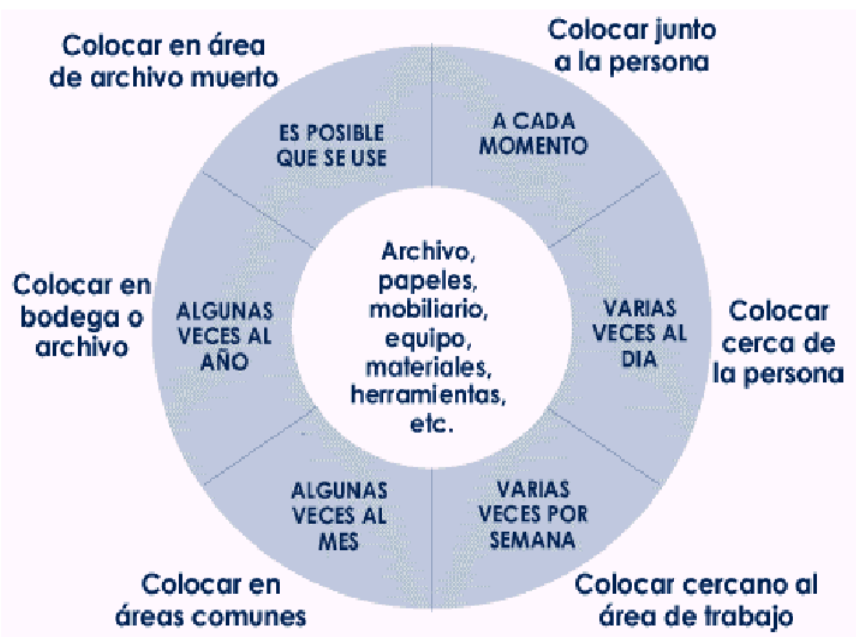 Colocar en área
de archivo muerto
Colocar junto
a la persona
ES POSIBLE
QUE SE USE
A CADA
MOMENTO
Colocar en
bodega o
archivo
ALGUNAS
VECES AL
AÑO
Archivo,
papeles,
mobiliario,
equipo,
materiales,
herramientas,
etc.
VARIAS
VECES AL
DIA
Colocar
cerca de
la persona
ALGUNAS
VECES AL
MES
VARIAS
VECES POR
SEMANA
Colocar en
áreas comunes
Colocar cercano al
área de trabajo